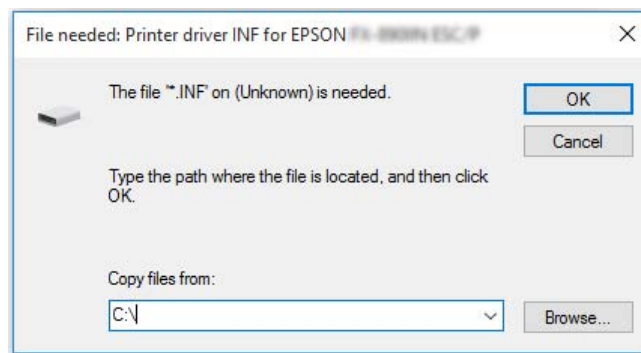 File needed: Printer driver INF for EPSON
The file '*.INF' on (Unknown) is needed.
OK
Cancel
Type the path where the file is located, and then click
OK.
Copy files from:
C:\
Browse...